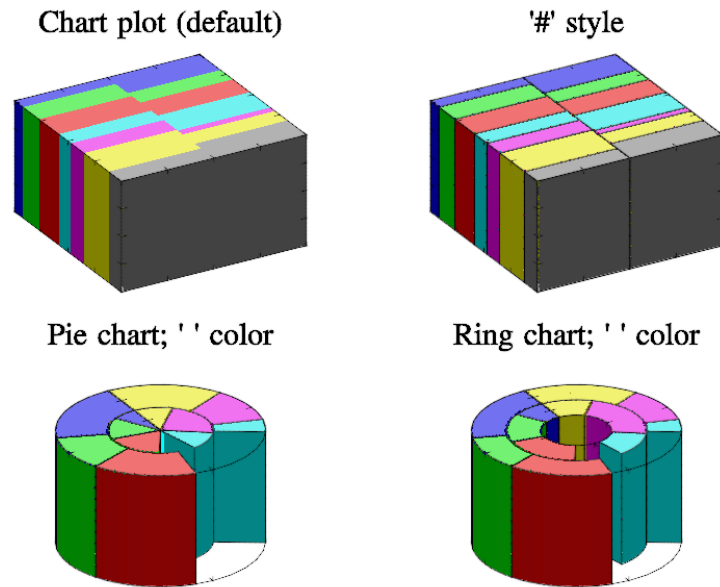 Chart plot (default)
'#' style
Pie chart; ' ' color
Ring chart; ' ' color